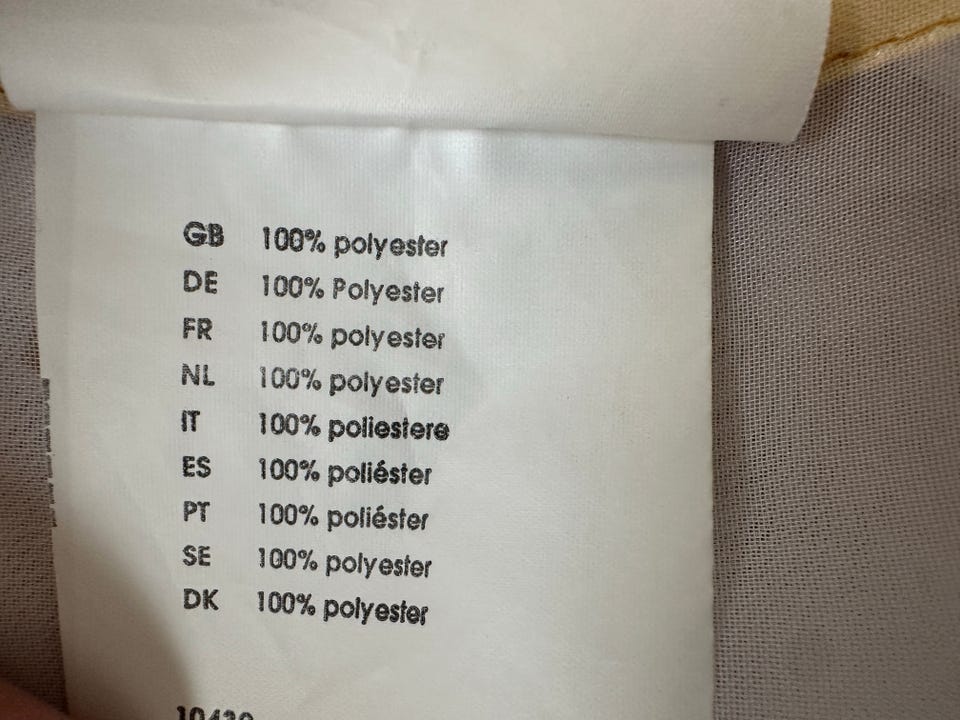 GB 100% polyester
DE 100% Polyester
FR 100% polyester
NL 100% polyester
IT 100% poliestere
ES 100% poliéster
PT 100% poliéster
SE 100% polyester
DK 100% polyester